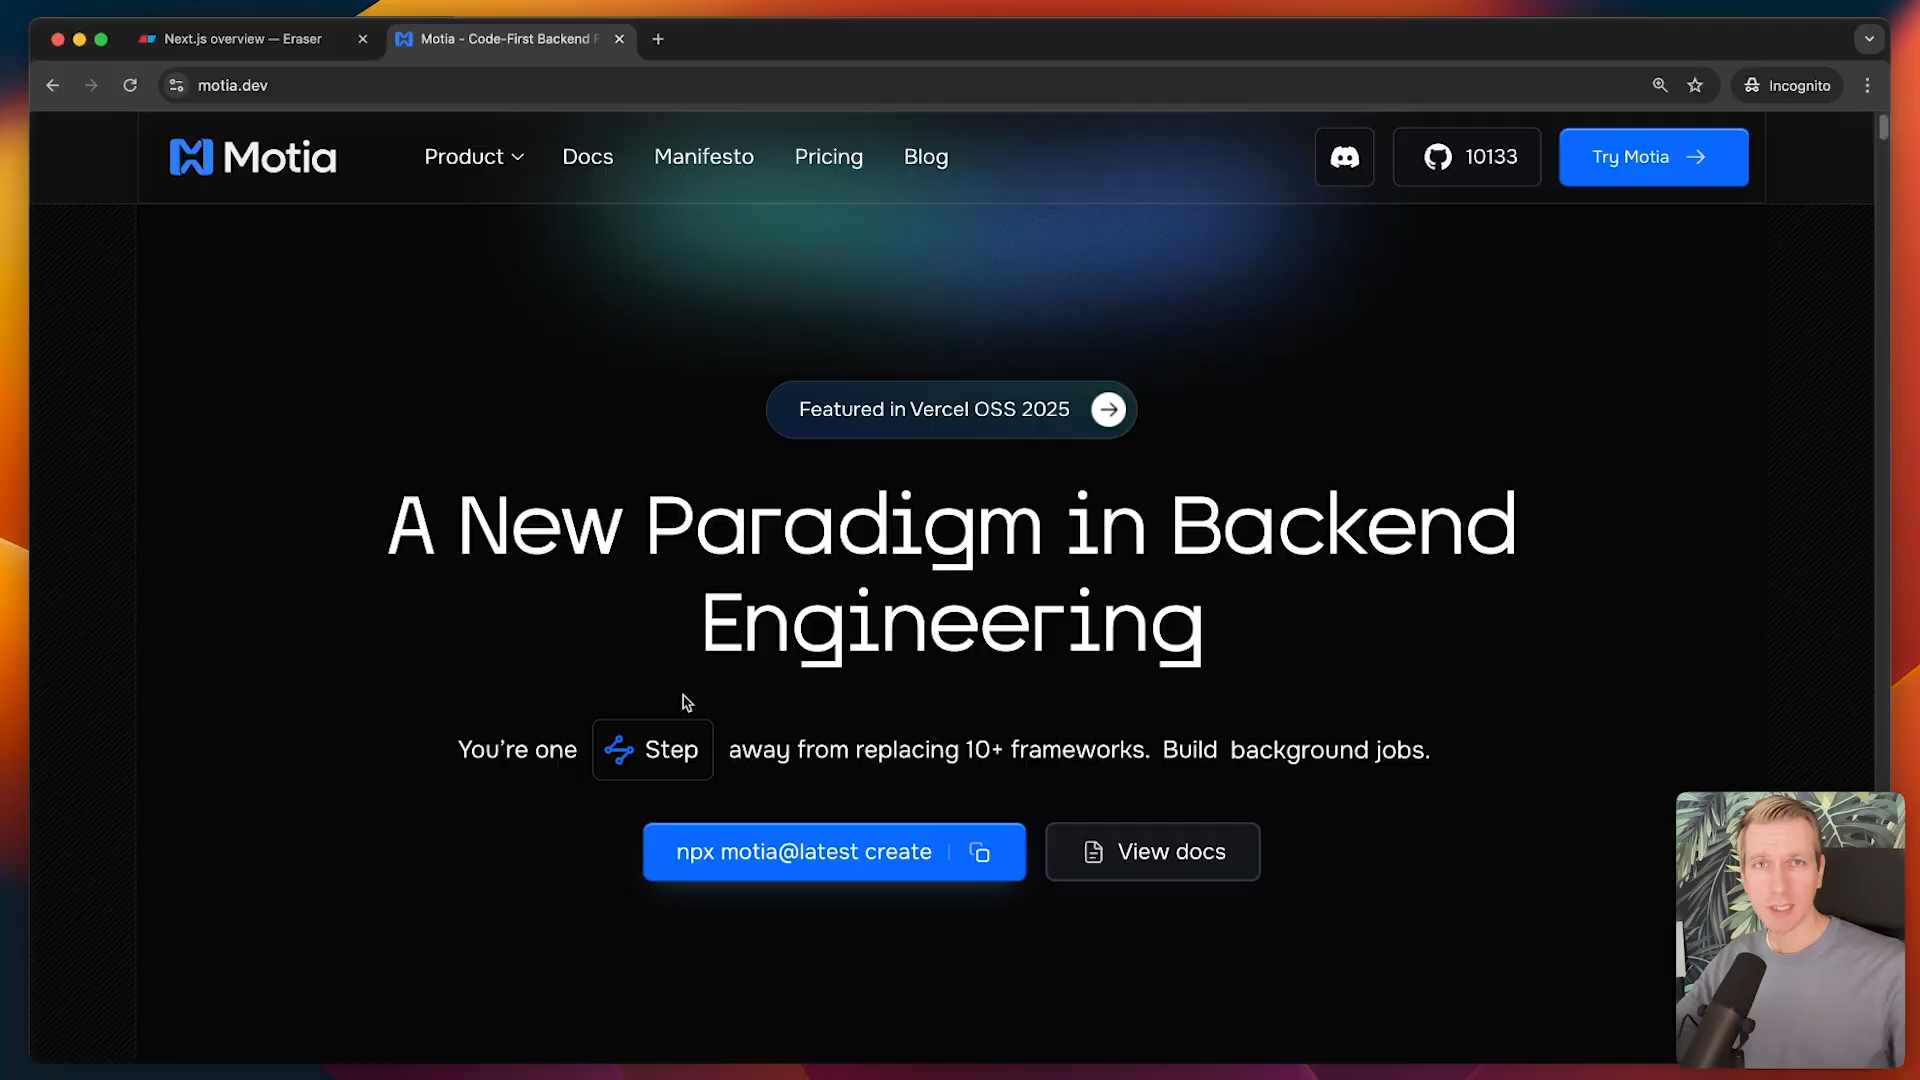 Next.js overview — Eraser
Motia - Code-First Backend F
motia.dev
Incognito
Motia
Product
Docs
Manifesto
Pricing
Blog
10133
Try Motia
Featured in Vercel OSS 2025
A New Paradigm in Backend
Engineering
You're one Step away from replacing 10+ frameworks. Build background jobs.
npx motia@latest create
View docs